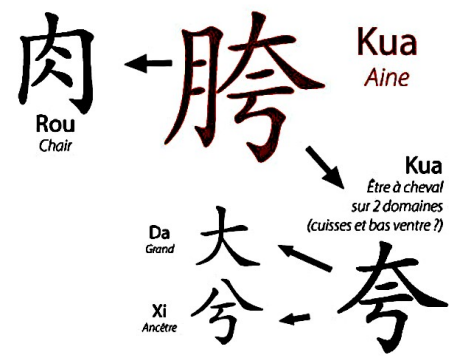 肉
Rou
Chair
胯
Kua
Aine
Kua
Être à cheval
sur 2 domaines
(cuisses et bas ventre ?)
夸
Da
Grand
大
Xi
Ancêtre
兮